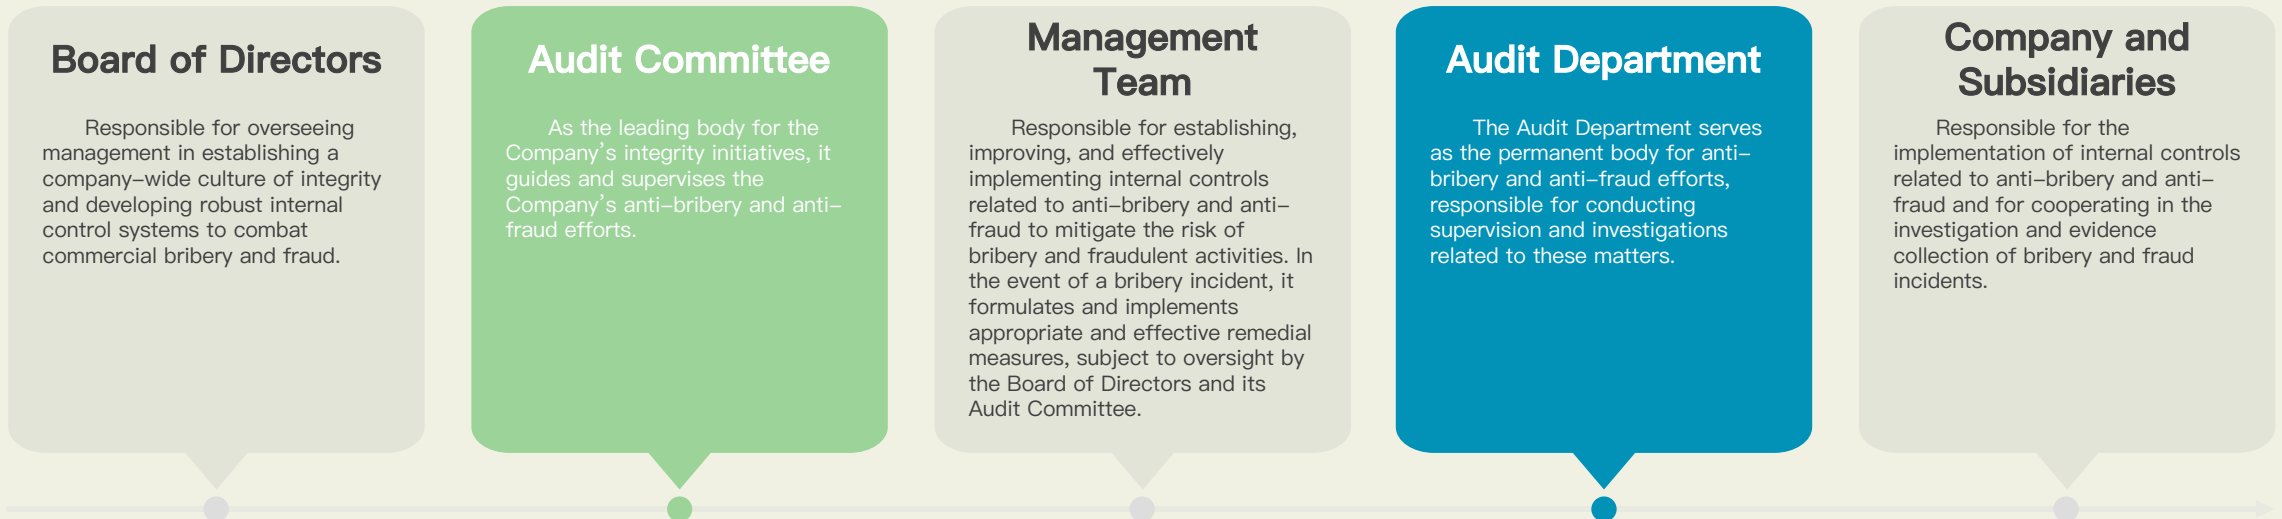 Board of Directors
Responsible for overseeing
management in establishing a
company-wide culture of integrity
and developing robust internal
control systems to combat
commercial bribery and fraud.
Audit Committee
As the leading body for the
Company's integrity initiatives, it
guides and supervises the
Company's anti-bribery and anti-
fraud efforts.
Management
Team
Responsible for establishing,
improving, and effectively
implementing internal controls
related to anti-bribery and anti-
fraud to mitigate the risk of
bribery and fraudulent activities. In
the event of a bribery incident, it
formulates and implements
appropriate and effective remedial
measures, subject to oversight by
the Board of Directors and its
Audit Committee.
Audit Department
The Audit Department serves
as the permanent body for anti-
bribery and anti-fraud efforts,
responsible for conducting
supervision and investigations
related to these matters.
Company and
Subsidiaries
Responsible for the
implementation of internal controls
related to anti-bribery and anti-
fraud and for cooperating in the
investigation and evidence
collection of bribery and fraud
incidents.